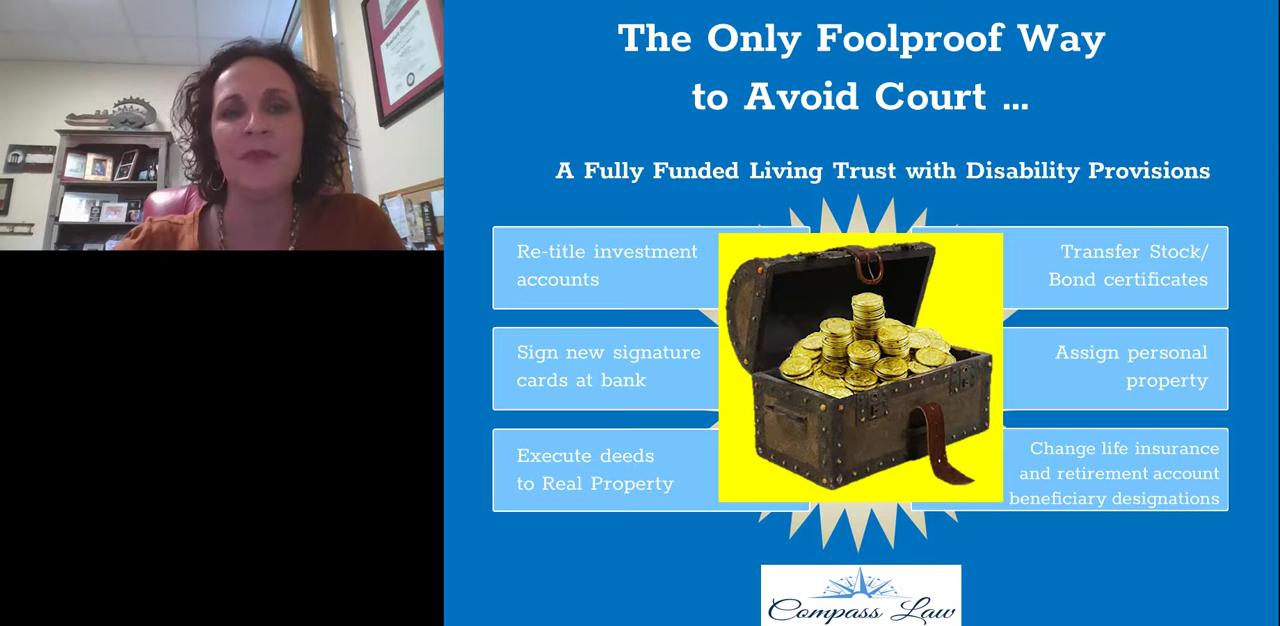 The Only Foolproof Way
to Avoid Court ...
A Fully Funded Living Trust with Disability Provisions
Re-title investment
accounts
Sign new signature
cards at bank
Execute deeds
to Real Property
Transfer Stock/
Bond certificates
Assign personal
property
Change life insurance
and retirement account
beneficiary designations
Compass Law